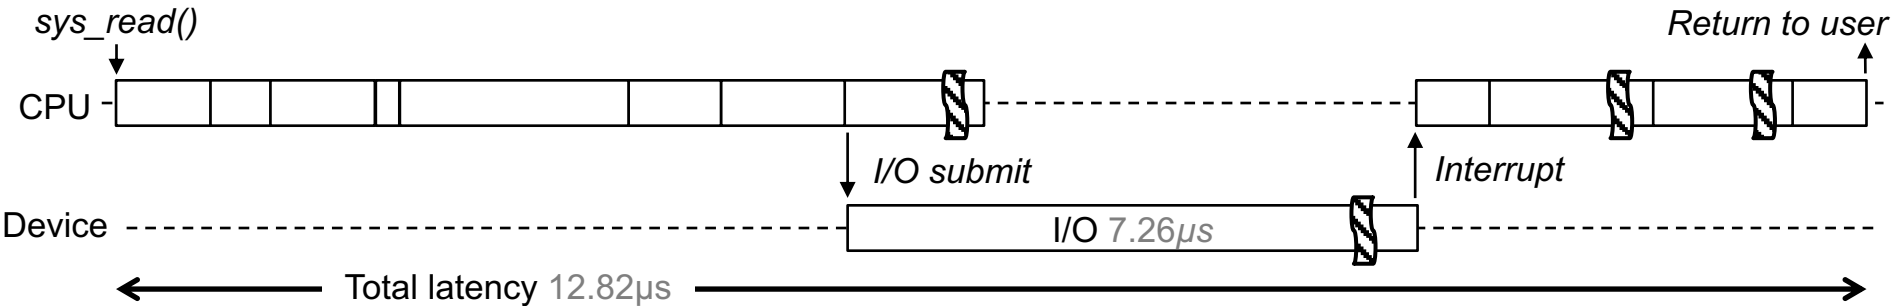 sys_read()
Return to user
CPU
I/O submit
Interrupt
Device
I/O 7.26µs
Total latency 12.82µs